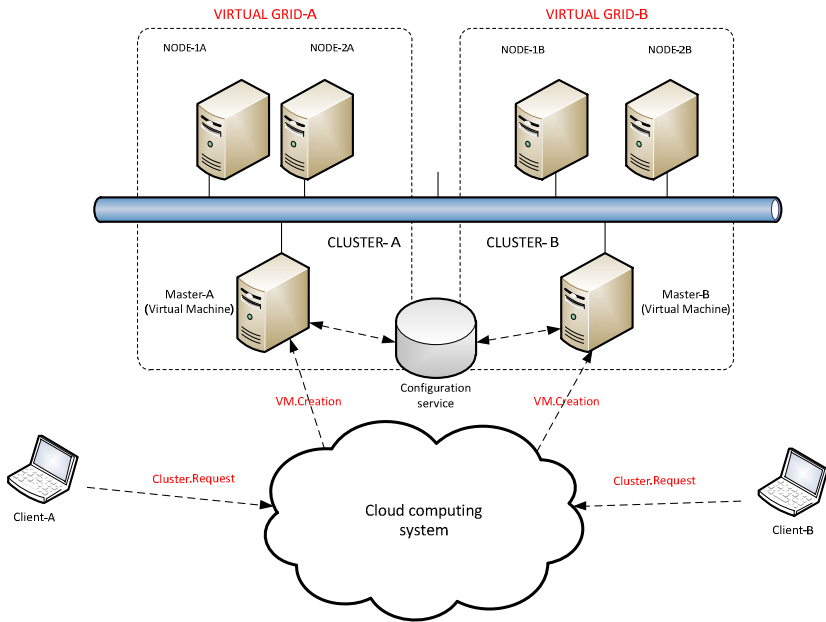 VIRTUAL GRID-A
VIRTUAL GRID-B
NODE-1A
NODE-2A
NODE-1B
NODE-2B
CLUSTER- A
CLUSTER- B
Master-A
(Virtual Machine)
Master-B
(Virtual Machine)
Configuration
service
VM.Creation
VM.Creation
Cluster.Request
Cluster.Request
Client-A
Cloud computing
system
Client-B